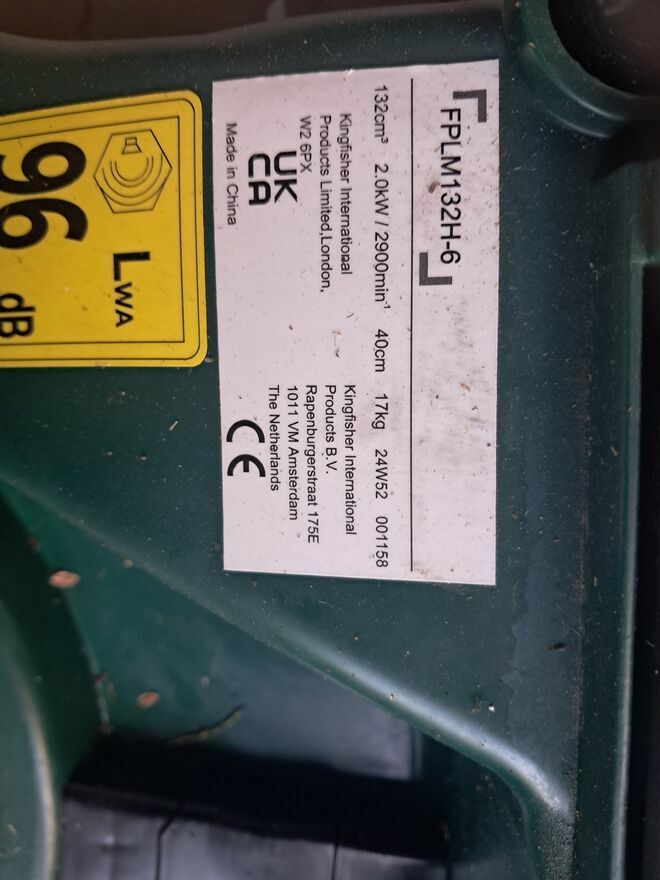 FPLM132H-6
132cm³ 2.0kW / 2900min⁻¹ 40cm 17kg 24W52 001158
Kingfisher International
Products Limited,London,
W2 6PX
UK
CA
Made in China
Kingfisher International
Products B.V.
Rapenburgerstraat 175E
1011 VM Amsterdam
The Netherlands
CE
LWA
96
dB